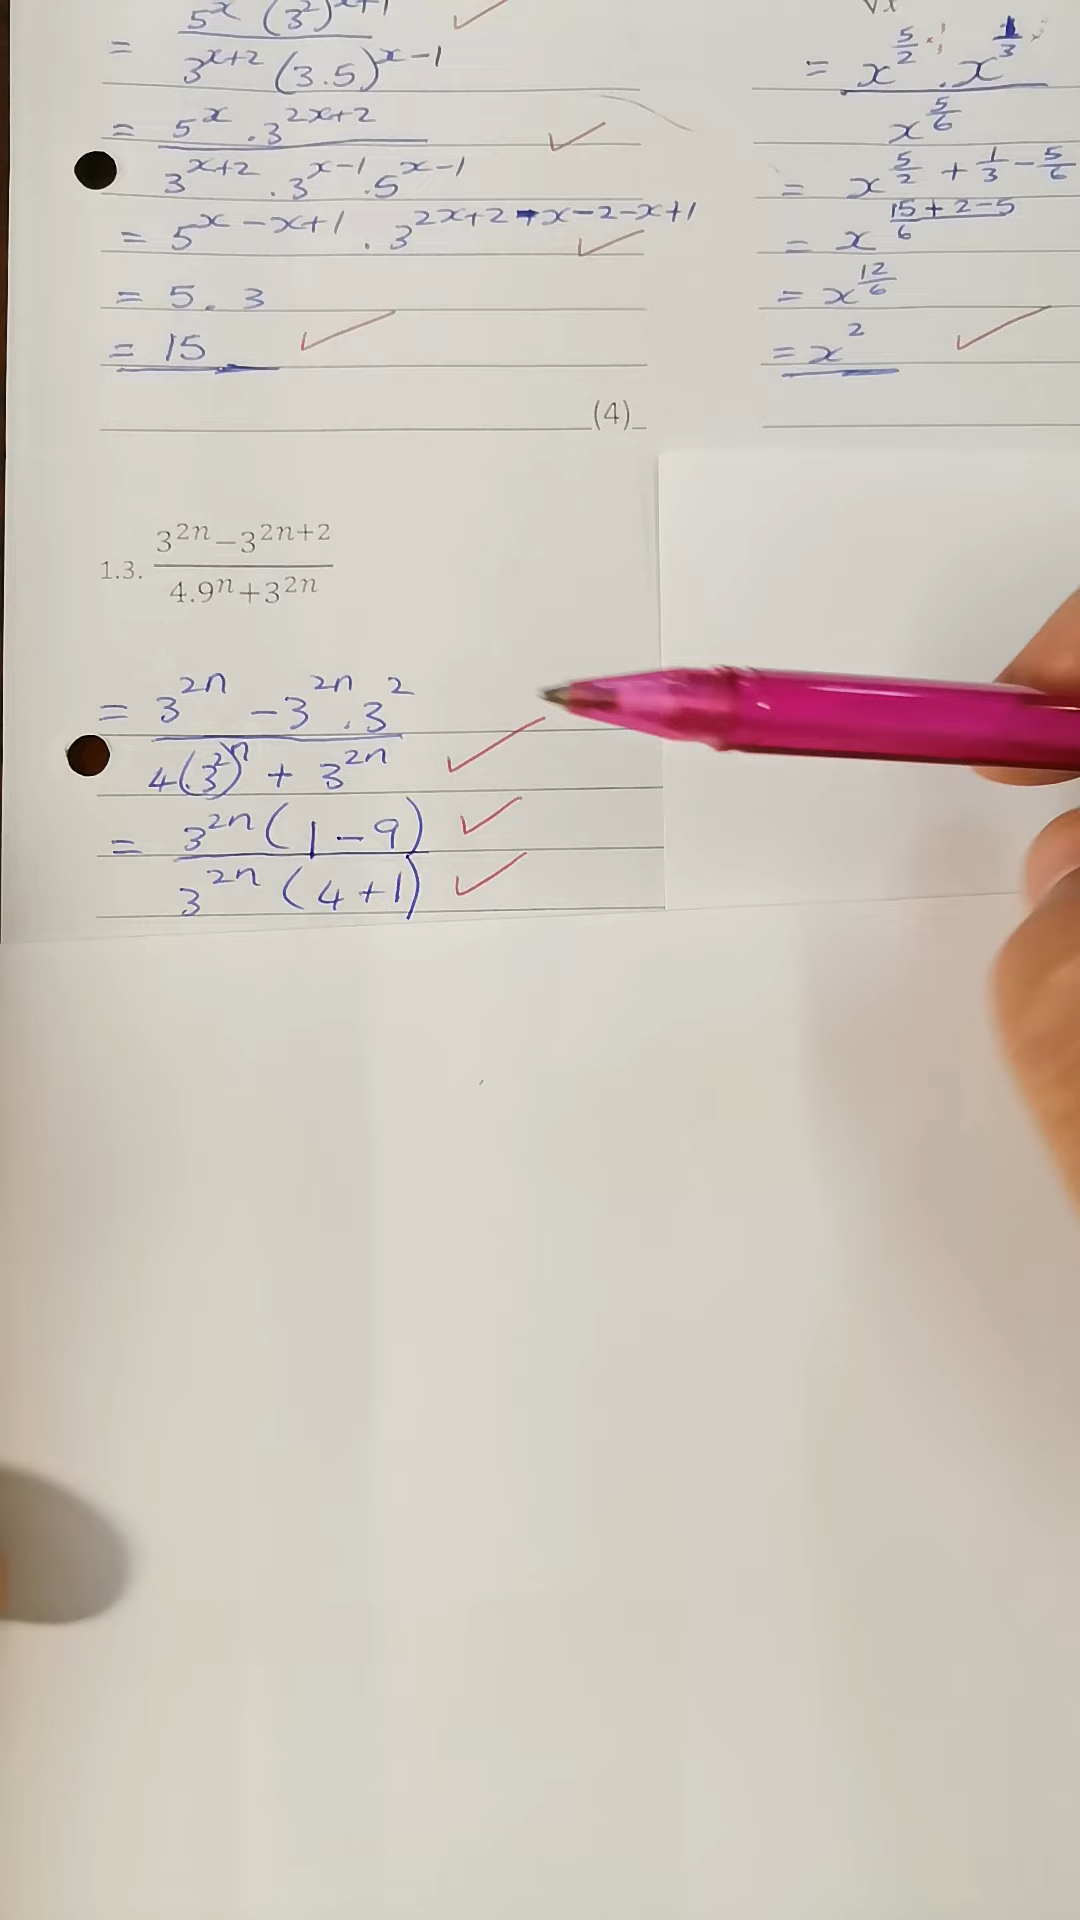 5^x (3^2)^{x+1}
= 3^{x+2} (3.5)^{x-1}
= 5^x . 3^{2x+2}
3^{x+2} . 3^{x-1} . 5^{x-1}
= 5^{x-x+1} . 3^{2x+2-x-2-x+1}
= 5 . 3
= 15
(4)
1.3. 3^{2n}-3^{2n+2}
4.9^n+3^{2n}
= 3^{2n} - 3^{2n} . 3^2
4(3^2)^n + 3^{2n}
= 3^{2n} (1-9)
3^{2n} (4+1)
= x^{5/2} . x^{1/3}
x^{5/6}
= x^{5/2 + 1/3 - 5/6}
= x^{(15+2-5)/6}
= x^{12/6}
= x^2